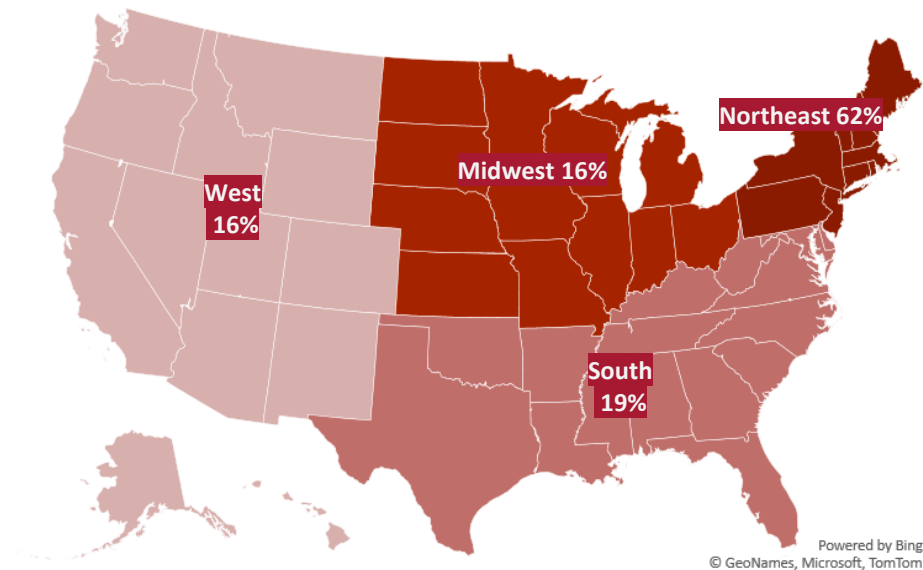 Northeast 62%
Midwest 16%
West
16%
South
19%
Powered by Bing
© GeoNames, Microsoft, TomTom